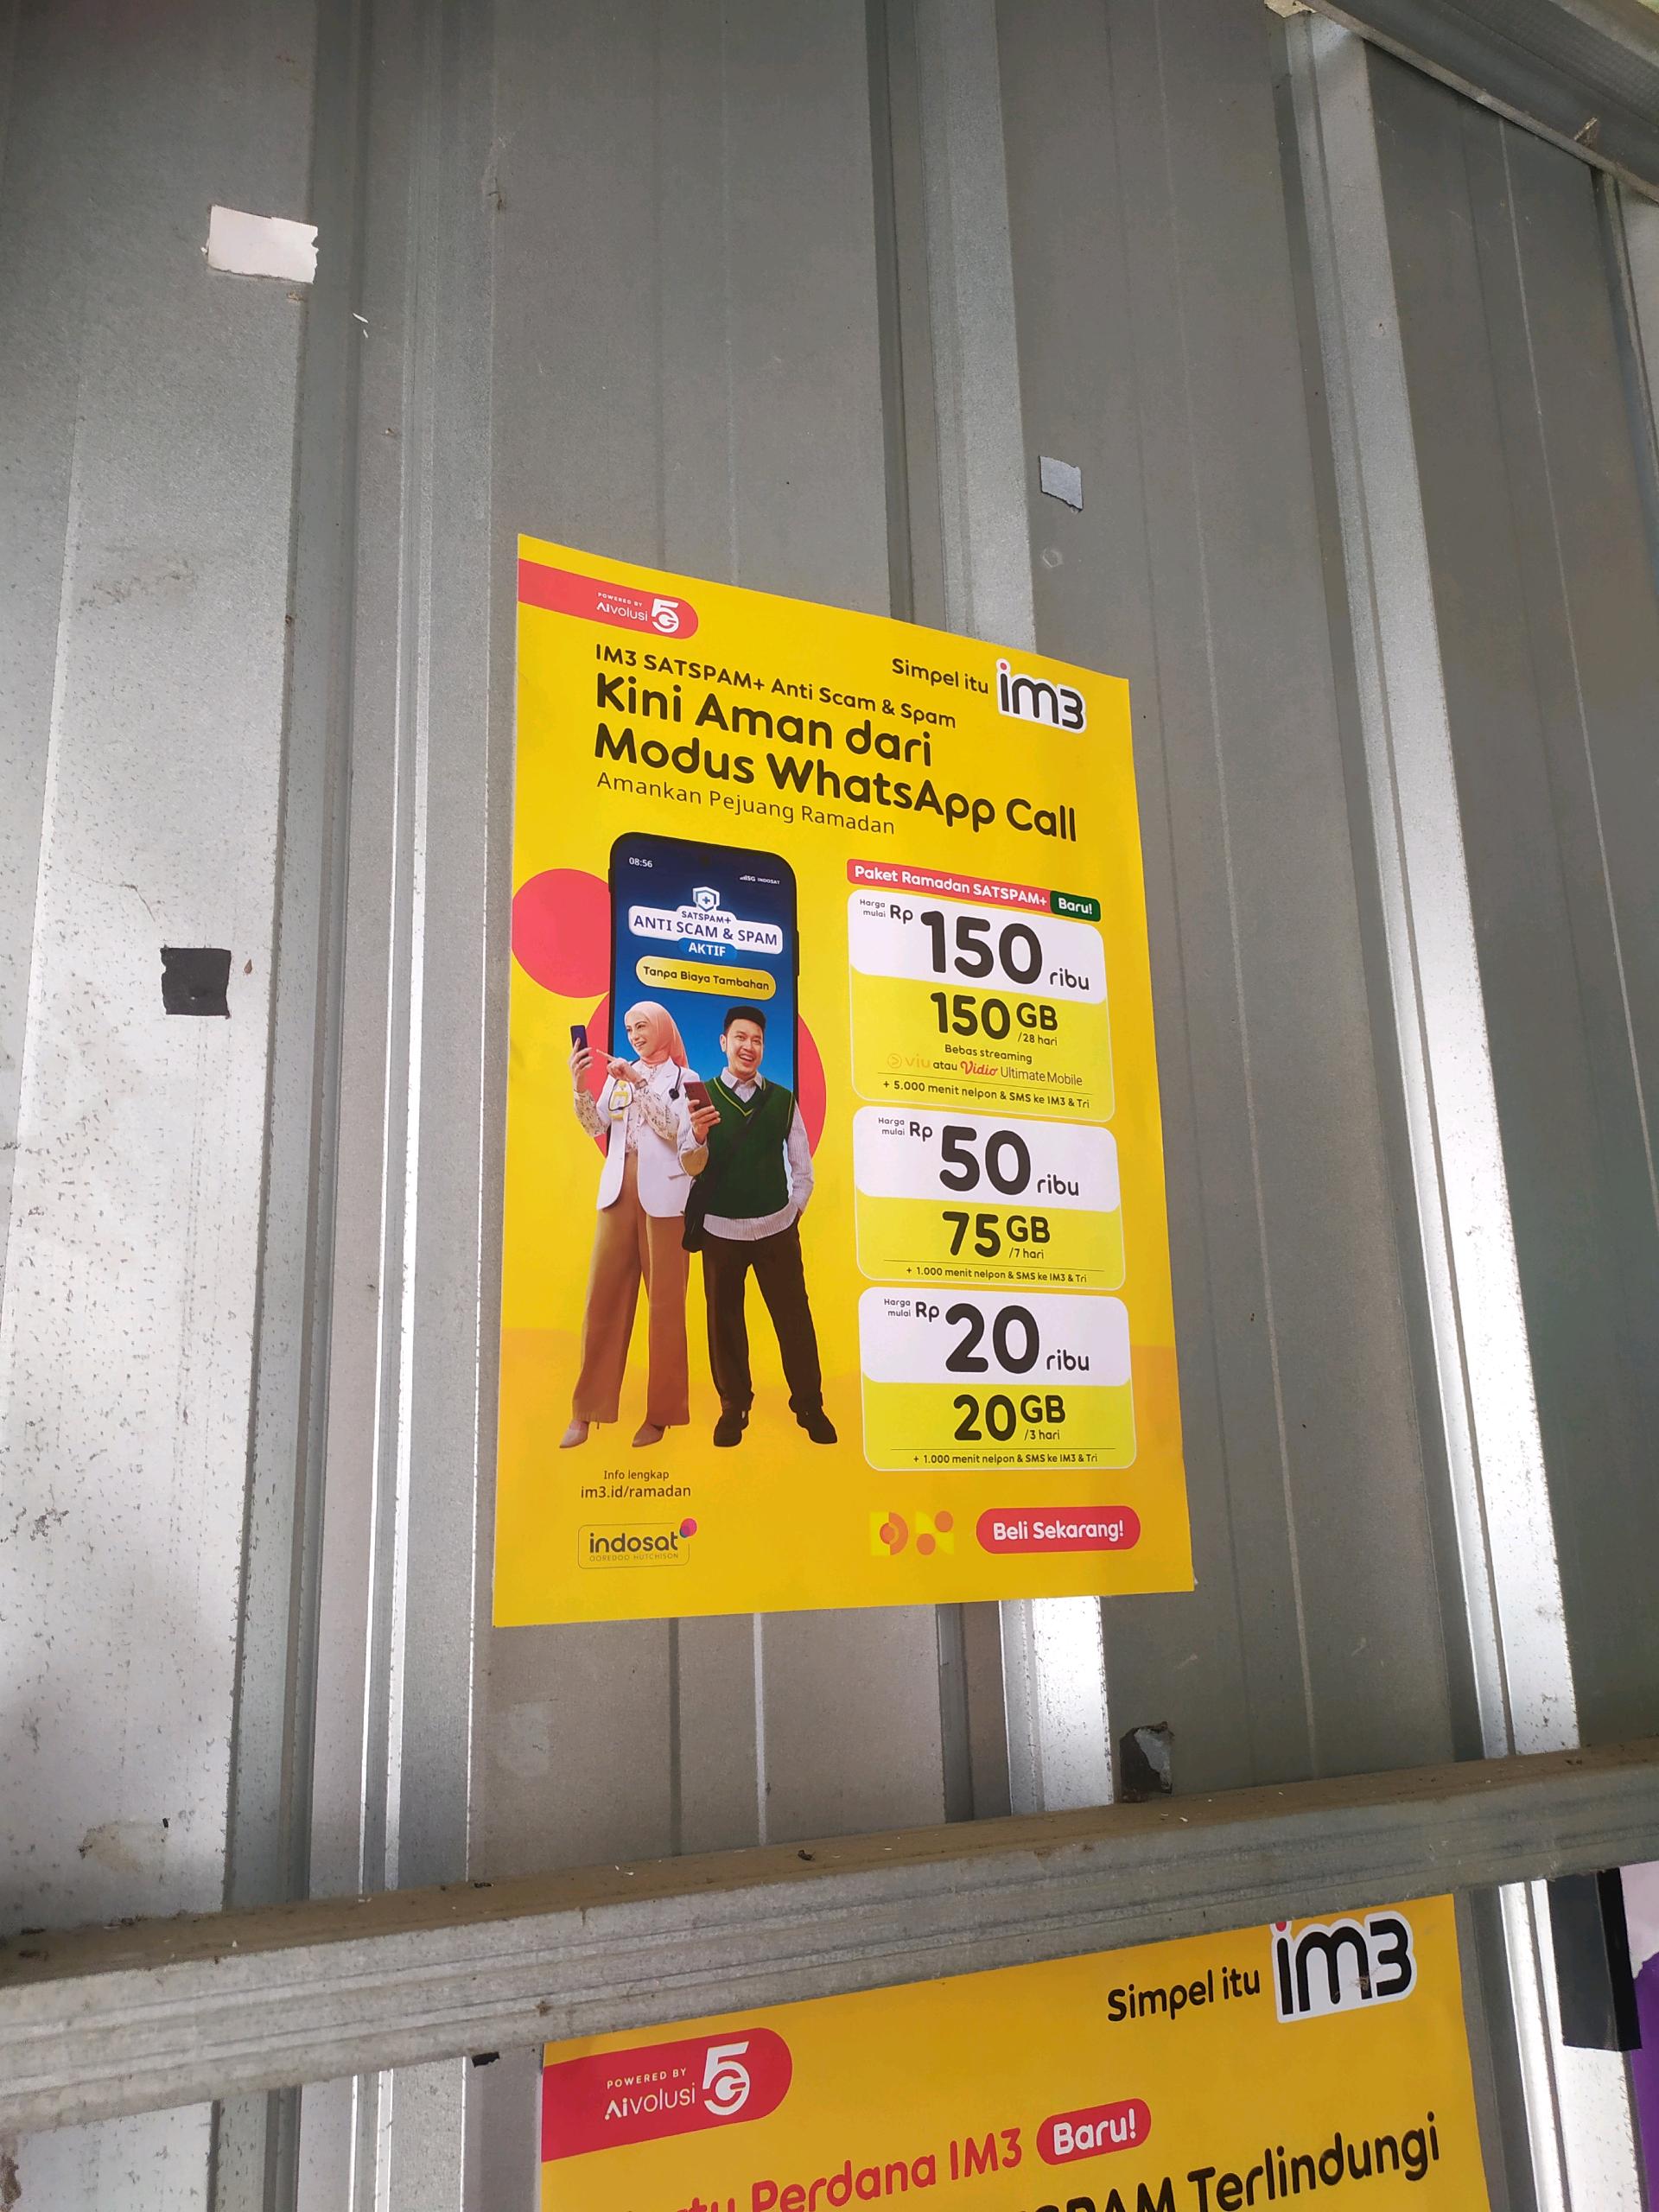 POWERED BY
AIvolusi 5G
Simpel itu im3
IM3 SATSPAM+ Anti Scam & Spam
Kini Aman dari
Modus WhatsApp Call
Amankan Pejuang Ramadan
08:56
5G INDOSAT
SATSPAM+
ANTI SCAM & SPAM
AKTIF
Tanpa Biaya Tambahan
Paket Ramadan SATSPAM+ Baru!
Harga mulai Rp 150 ribu
150 GB /28 hari
Bebas streaming
viu atau Vidio Ultimate Mobile
+ 5.000 menit nelpon & SMS ke IM3 & Tri
Harga mulai Rp 50 ribu
75 GB /7 hari
+ 1.000 menit nelpon & SMS ke IM3 & Tri
Harga mulai Rp 20 ribu
20 GB /3 hari
+ 1.000 menit nelpon & SMS ke IM3 & Tri
Info lengkap
im3.id/ramadan
indosat
OOREDOO HUTCHISON
Beli Sekarang!
Simpel itu im3
POWERED BY
AIvolusi 5G
Perdana IM3 Baru!
Terlindungi